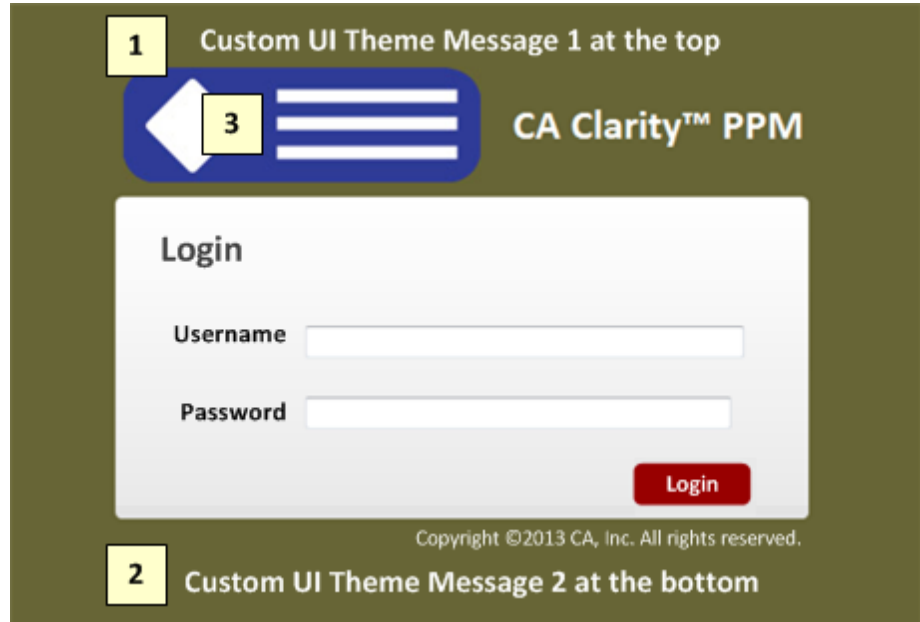 1 Custom UI Theme Message 1 at the top
3 CA Clarity™ PPM
Login
Username
Password
Login
Copyright ©2013 CA, Inc. All rights reserved.
2 Custom UI Theme Message 2 at the bottom